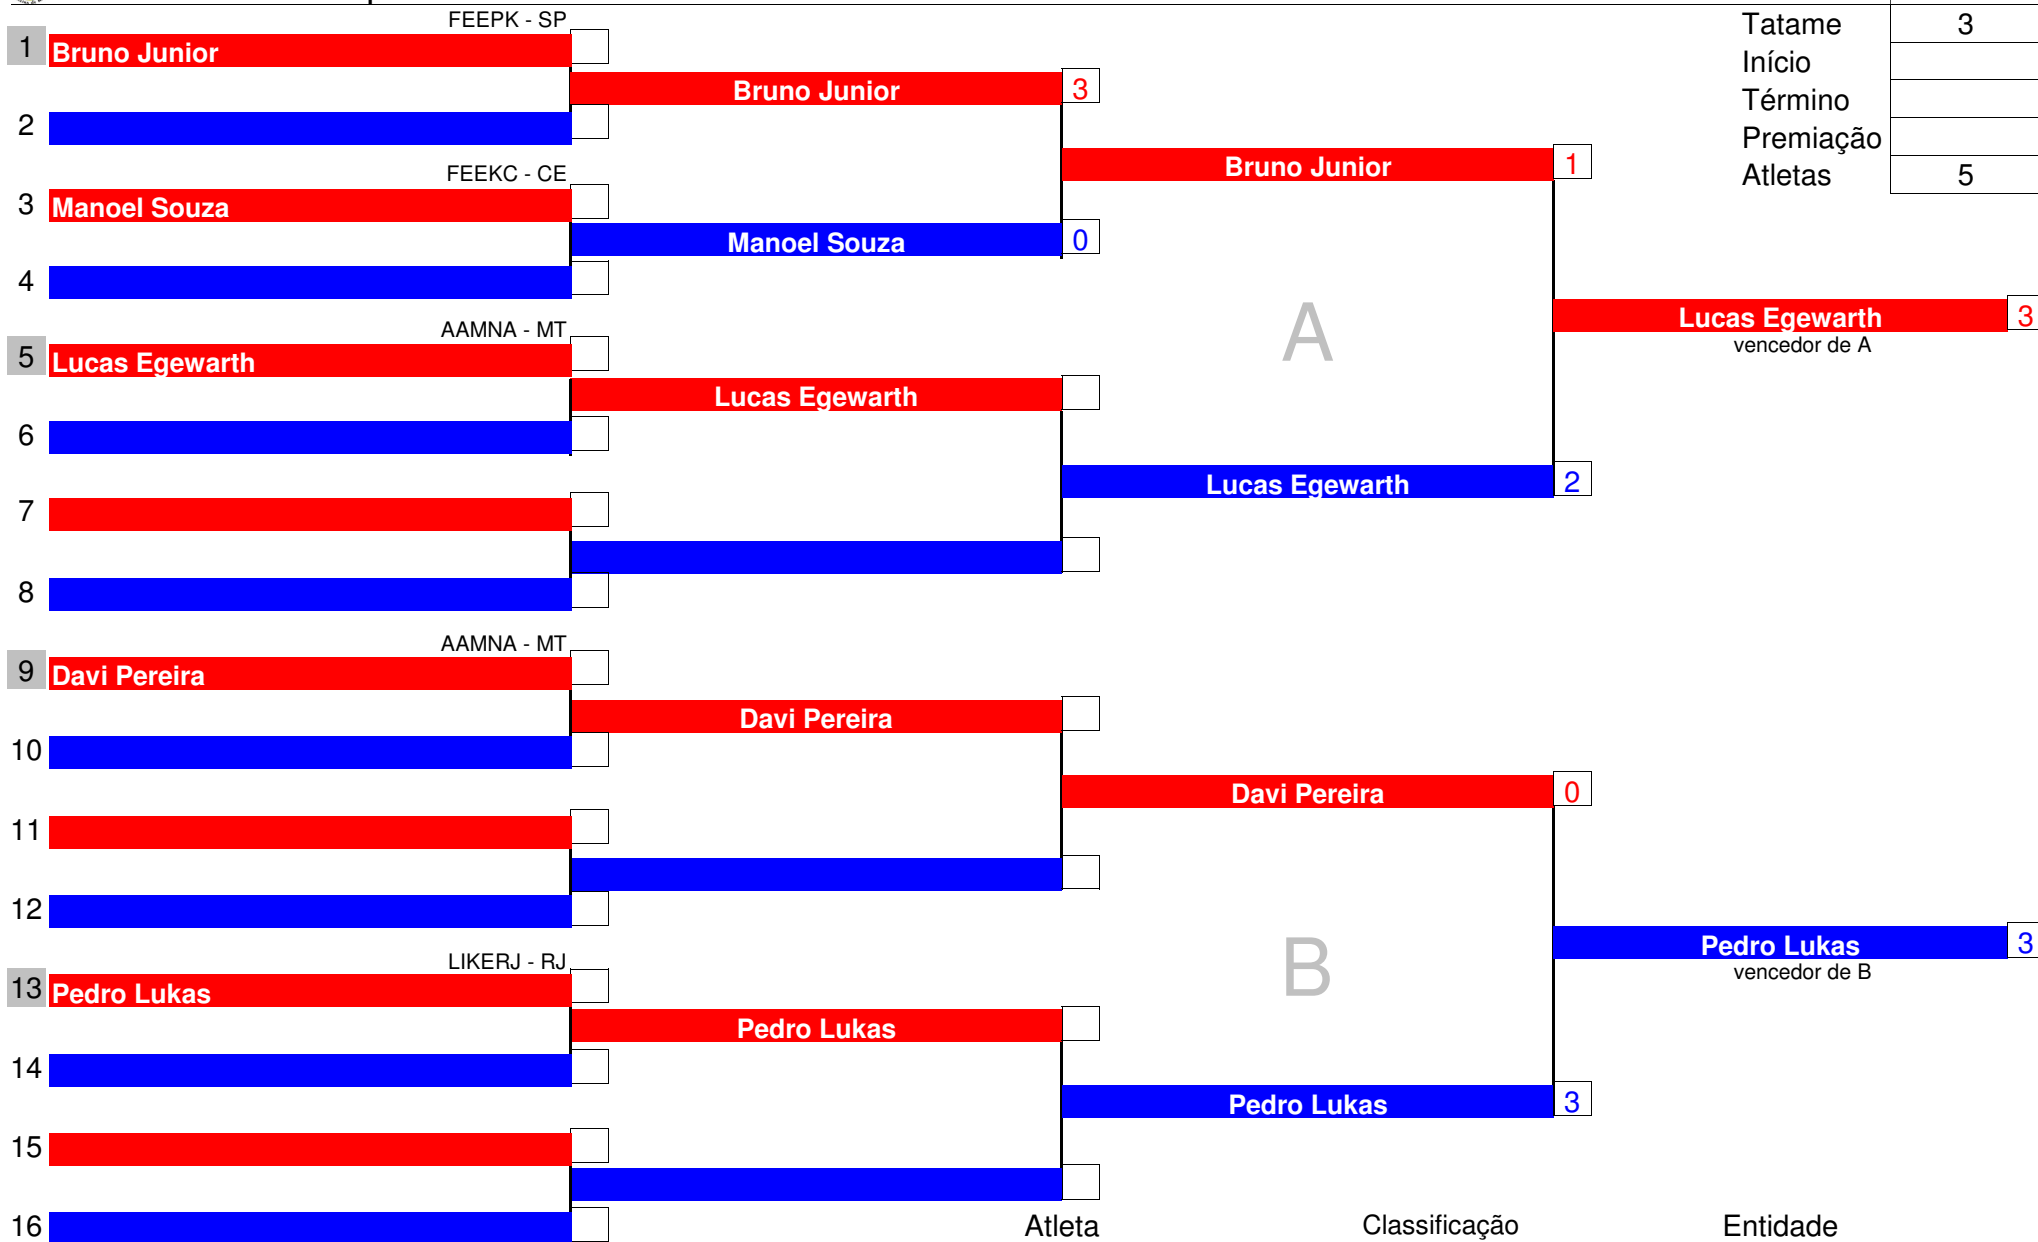 FEEPK - SP
Tatame 3
1 Bruno Junior
Início
Bruno Junior 3
Término
2
Premiação
Bruno Junior 1
FEEKC - CE
Atletas 5
3 Manoel Souza
Manoel Souza 0
4
A
Lucas Egewarth 3
AAMNA - MT
vencedor de A
5 Lucas Egewarth
Lucas Egewarth
6
Lucas Egewarth 2
7
8
AAMNA - MT
9 Davi Pereira
Davi Pereira
10
Davi Pereira 0
11
12
B
Pedro Lukas 3
LIKERJ - RJ
vencedor de B
13 Pedro Lukas
Pedro Lukas
14
Pedro Lukas 3
15
16
Atleta Classificação Entidade